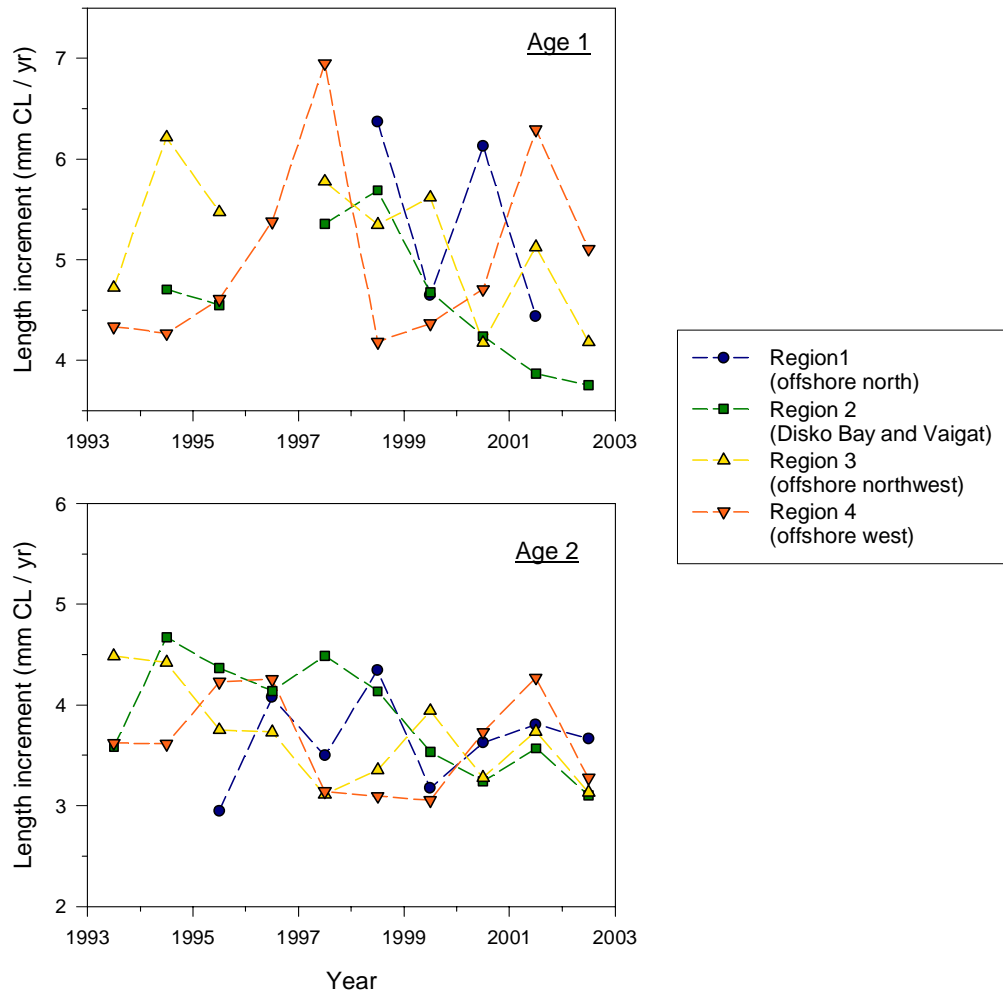 Age 1
Length increment (mm CL / yr)
7
6
5
4
1993 1995 1997 1999 2001 2003
Region1
(offshore north)
Region 2
(Disko Bay and Vaigat)
Region 3
(offshore northwest)
Region 4
(offshore west)
Age 2
Length increment (mm CL / yr)
6
5
4
3
2
1993 1995 1997 1999 2001 2003
Year